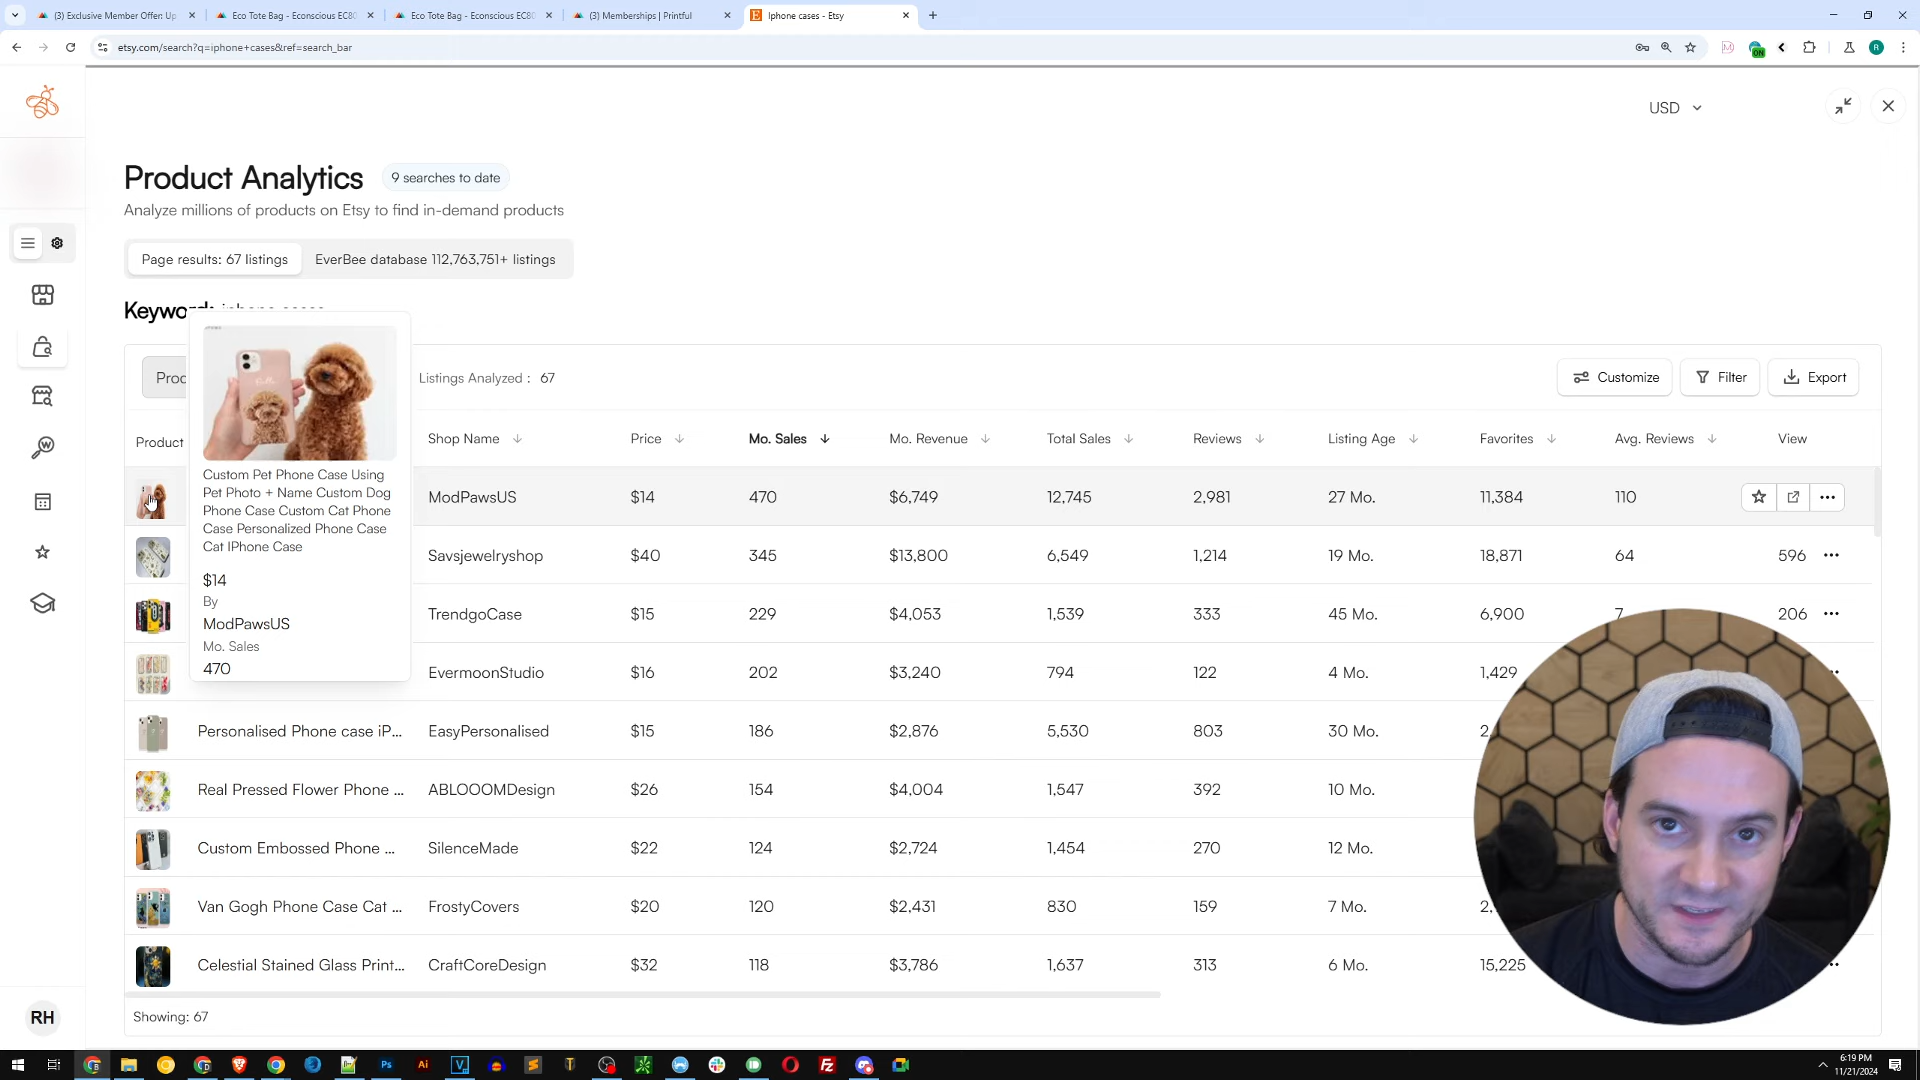 (3) Exclusive Member Offer: Up
Eco Tote Bag - Econscious EC80
Eco Tote Bag - Econscious EC80
(3) Memberships | Printful
Iphone cases - Etsy
etsy.com/search?q=iphone+cases&ref=search_bar
ON
R
USD
Product Analytics
9 searches to date
Analyze millions of products on Etsy to find in-demand products
Page results: 67 listings
EverBee database 112,763,751+ listings
Keyword: iphone cases
Listings Analyzed : 67
Customize
Filter
Export
Product
Shop Name
Price
Mo. Sales
Mo. Revenue
Total Sales
Reviews
Listing Age
Favorites
Avg. Reviews
View
ModPawsUS $14 470 $6,749 12,745 2,981 27 Mo. 11,384 110
Savsjewelryshop $40 345 $13,800 6,549 1,214 19 Mo. 18,871 64 596
TrendgoCase $15 229 $4,053 1,539 333 45 Mo. 6,900 7 206
EvermoonStudio $16 202 $3,240 794 122 4 Mo. 1,429
Personalised Phone case iP... EasyPersonalised $15 186 $2,876 5,530 803 30 Mo.
Real Pressed Flower Phone ... ABLOOOMDesign $26 154 $4,004 1,547 392 10 Mo.
Custom Embossed Phone ... SilenceMade $22 124 $2,724 1,454 270 12 Mo.
Van Gogh Phone Case Cat ... FrostyCovers $20 120 $2,431 830 159 7 Mo.
Celestial Stained Glass Print... CraftCoreDesign $32 118 $3,786 1,637 313 6 Mo. 15,225
Custom Pet Phone Case Using
Pet Photo + Name Custom Dog
Phone Case Custom Cat Phone
Case Personalized Phone Case
Cat IPhone Case
$14
By
ModPawsUS
Mo. Sales
470
Showing: 67
RH
6:19 PM
11/21/2024